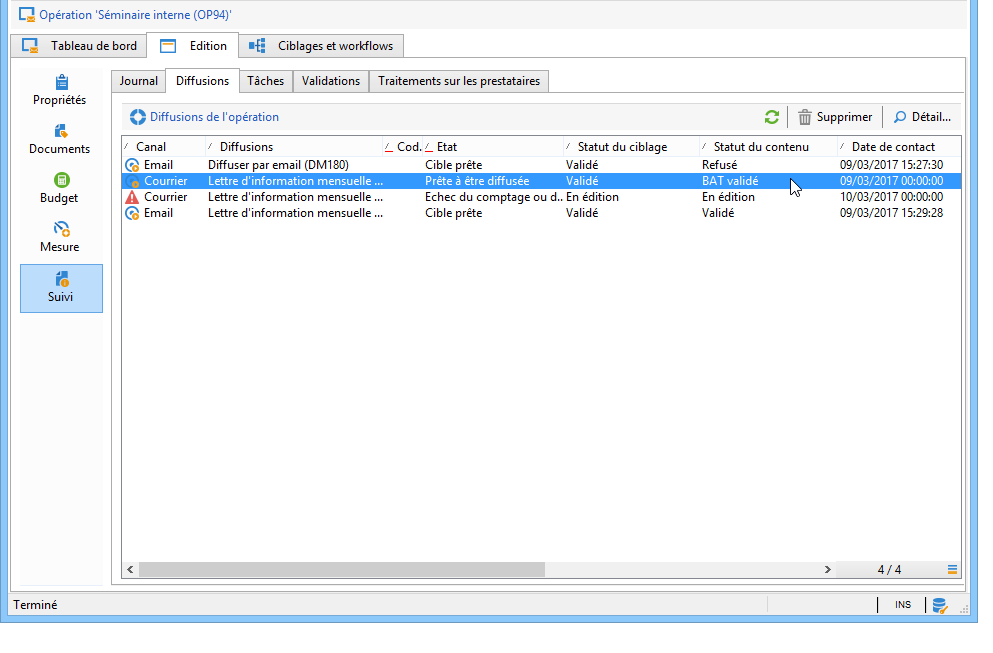 Opération 'Séminaire interne (OP94)'
Tableau de bord Edition Ciblages et workflows
Propriétés
Documents
Budget
Mesure
Suivi
Journal Diffusions Tâches Validations Traitements sur les prestataires
Diffusions de l'opération Supprimer Détail...
Canal Diffusions Cod. Etat Statut du ciblage Statut du contenu Date de contact
Email Diffuser par email (DM180) Cible prête Validé Refusé 09/03/2017 15:27:30
Courrier Lettre d'information mensuelle ... Prête à être diffusée Validé BAT validé 09/03/2017 00:00:00
Courrier Lettre d'information mensuelle ... Echec du comptage ou d.. En édition En édition 10/03/2017 00:00:00
Email Lettre d'information mensuelle ... Cible prête Validé Validé 09/03/2017 15:29:28
4 / 4
Terminé INS